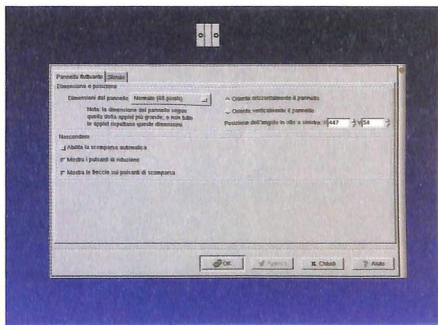 Pannello fluttuante Sfondo
Dimensione e posizione
Dimensioni del pannello Normale (48 punti)
Nota: la dimensione del pannello segue
quella della applet più grande, e non tutte
le applet rispettano queste dimensioni.
Orienta orizzontalmente il pannello
Orienta verticalmente il pannello
Posizione dell'angolo in alto a sinistra: X 447 Y 54
Nascondere
Abilita la scomparsa automatica
Mostra i pulsanti di riduzione
Mostra le frecce sui pulsanti di scomparsa
OK Applica Chiudi Aiuto